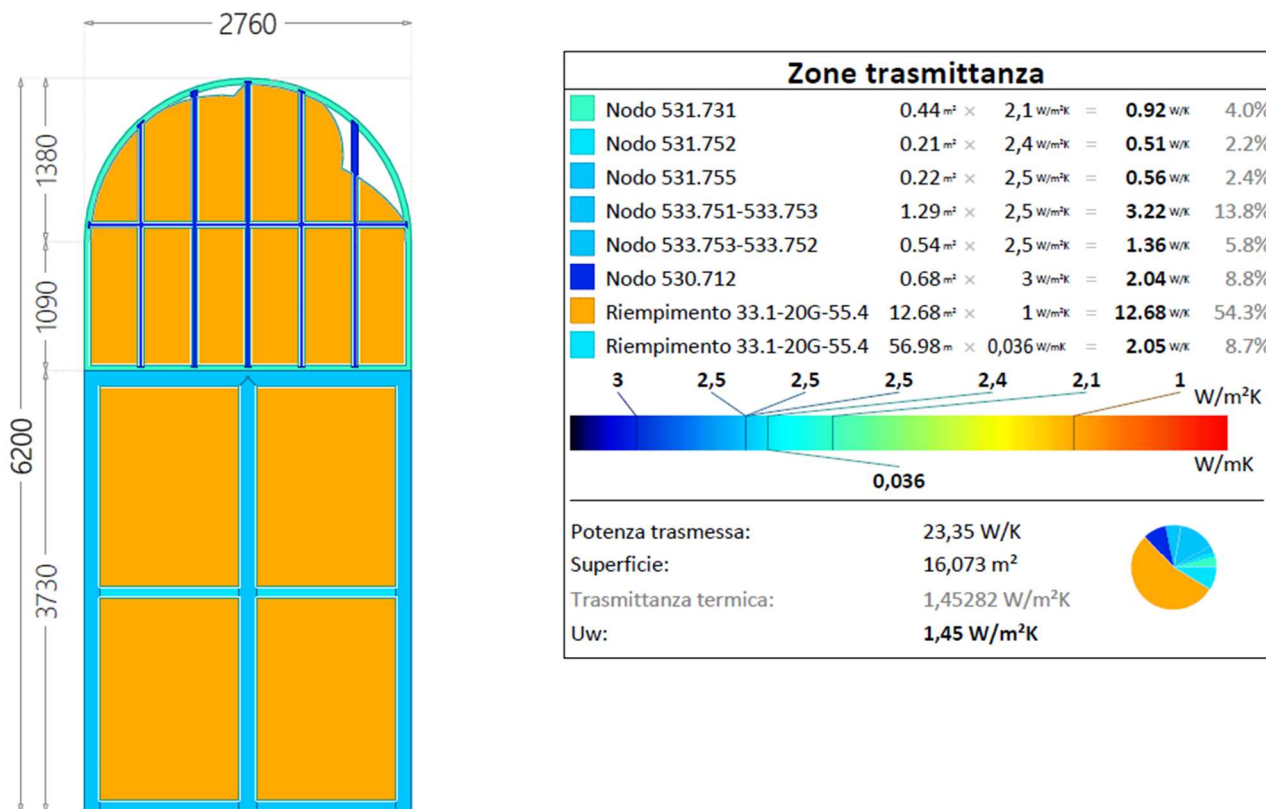 2760
1380
1090
6200
3730
Zone trasmittanza
Nodo 531.731 0.44 m² × 2,1 W/m²K = 0.92 W/K 4.0%
Nodo 531.752 0.21 m² × 2,4 W/m²K = 0.51 W/K 2.2%
Nodo 531.755 0.22 m² × 2,5 W/m²K = 0.56 W/K 2.4%
Nodo 533.751-533.753 1.29 m² × 2,5 W/m²K = 3.22 W/K 13.8%
Nodo 533.753-533.752 0.54 m² × 2,5 W/m²K = 1.36 W/K 5.8%
Nodo 530.712 0.68 m² × 3 W/m²K = 2.04 W/K 8.8%
Riempimento 33.1-20G-55.4 12.68 m² × 1 W/m²K = 12.68 W/K 54.3%
Riempimento 33.1-20G-55.4 56.98 m × 0,036 W/mK = 2.05 W/K 8.7%
3 2,5 2,5 2,5 2,4 2,1 1 W/m²K
W/mK
0,036
Potenza trasmessa: 23,35 W/K
Superficie: 16,073 m²
Trasmittanza termica: 1,45282 W/m²K
Uw: 1,45 W/m²K